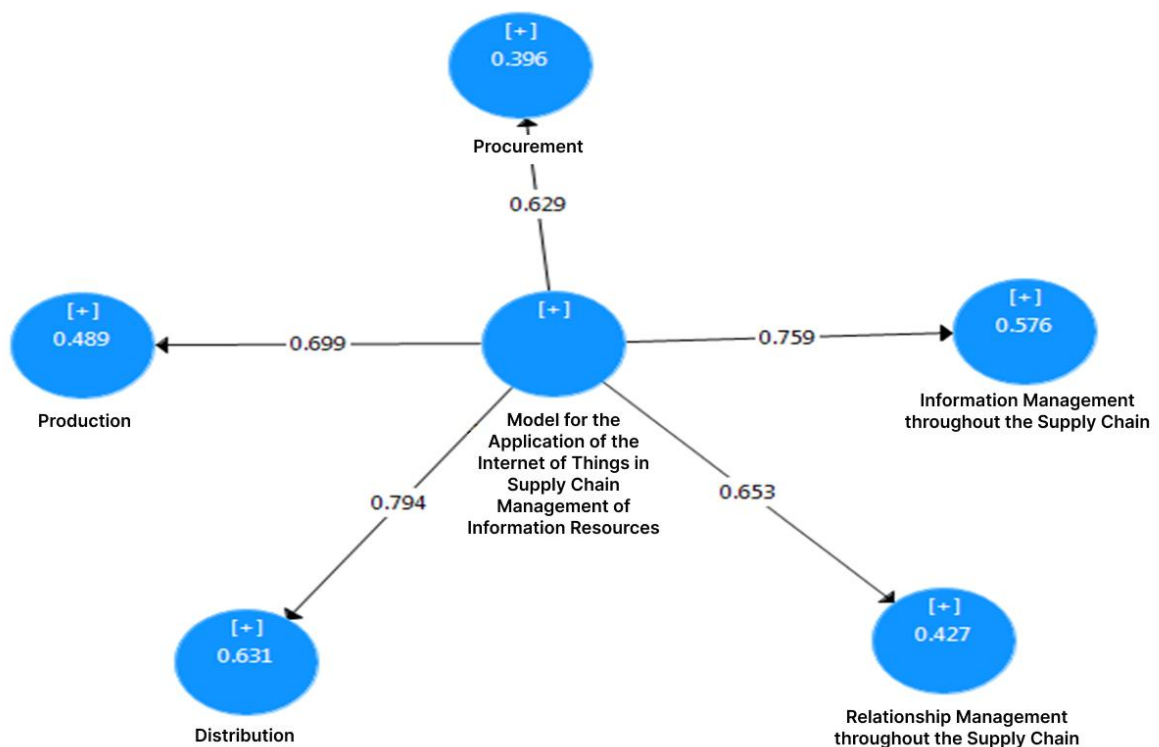 [+]
0.396
Procurement
0.629
[+]
0.489
Production
0.699
[+]
Model for the
Application of the
Internet of Things in
Supply Chain
Management of
Information Resources
0.759
[+]
0.576
Information Management
throughout the Supply Chain
0.794
[+]
0.631
Distribution
0.653
[+]
0.427
Relationship Management
throughout the Supply Chain